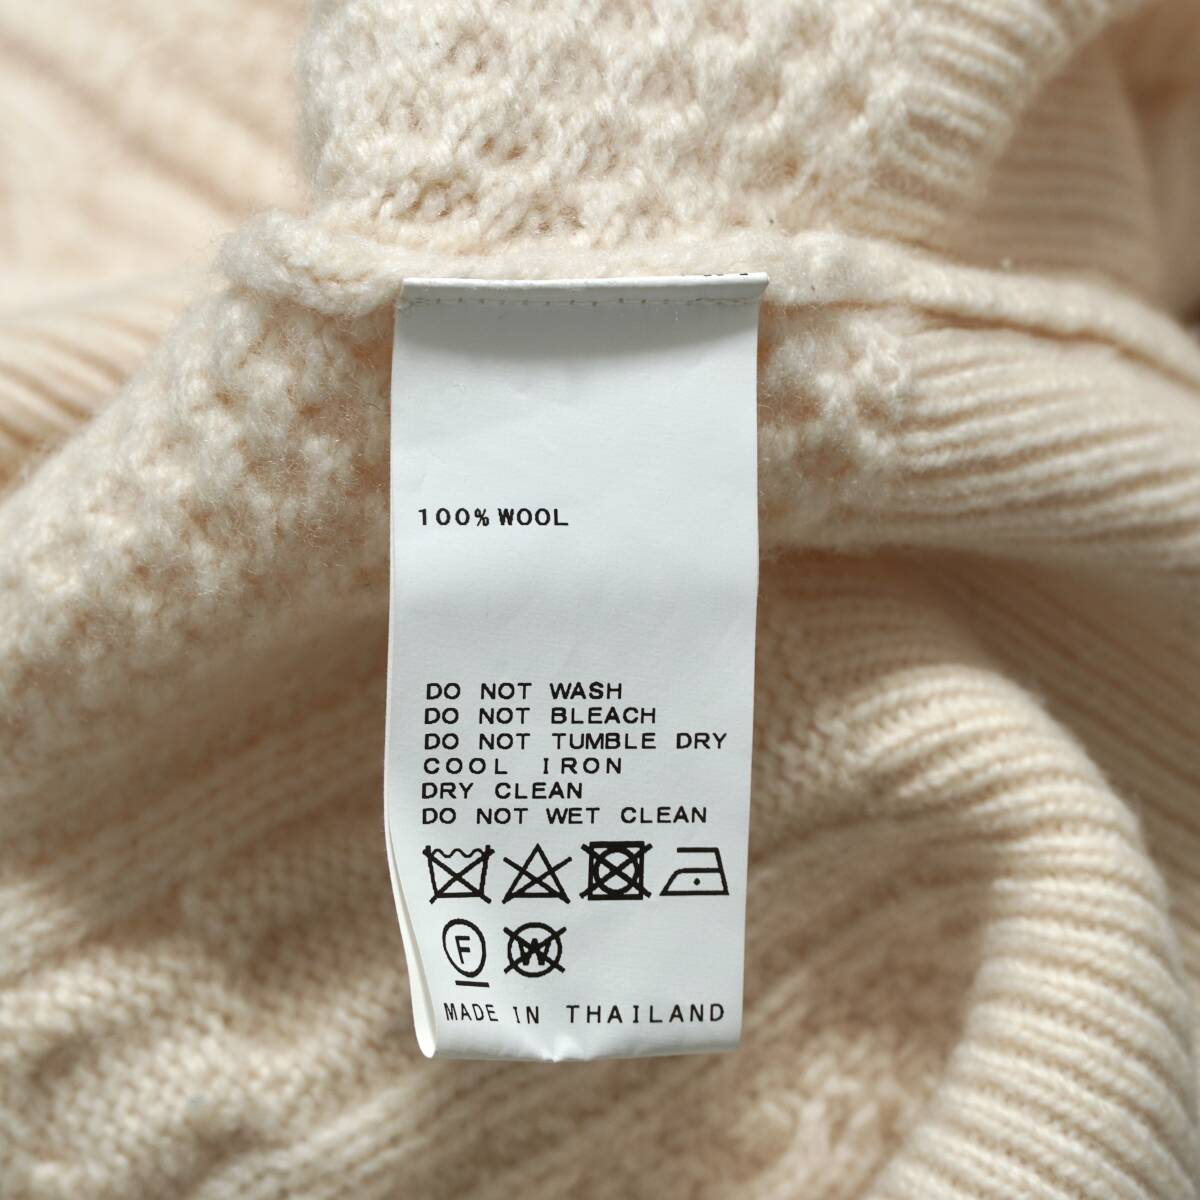 100% WOOL
DO NOT WASH
DO NOT BLEACH
DO NOT TUMBLE DRY
COOL IRON
DRY CLEAN
DO NOT WET CLEAN
F W
MADE IN THAILAND